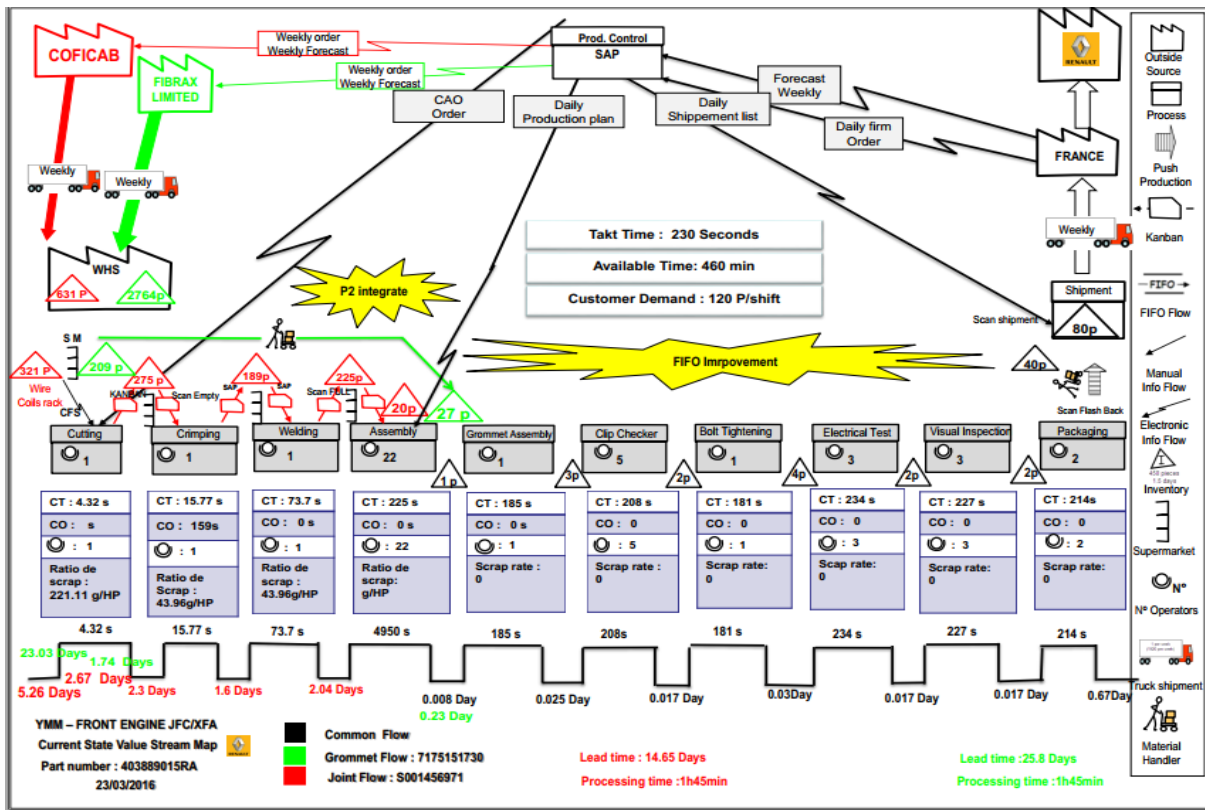 COFICAB
FIBRAX
LIMITED
Weekly order
Weekly Forecast
Weekly order
Weekly Forecast
Prod. Control
SAP
CAO
Order
Daily
Production plan
Daily
Shippement list
Forecast
Weekly
Daily firm
Order
RENAULT
FRANCE
Weekly
Weekly
Weekly
WHS
631 P
2764p
Takt Time : 230 Seconds
Available Time: 460 min
Customer Demand : 120 P/shift
P2 integrate
FIFO Imrpovement
Shipment
80p
Scan shipment
40p
Scan Flash Back
S M
321 P
Wire
Coils rack
209 p
CFS
275 p
KANBAN
Scan Empty
189p
SAP
SAP
225p
Scan FULL
20p
27 p
Cutting
1
Crimping
1
Welding
1
Assembly
22
Grommet Assembly
1
Clip Checker
5
Bolt Tightening
1
Electrical Test
3
Visual Inspection
3
Packaging
2
1 p
3p
2p
4p
2p
2p
CT : 4.32 s
CO : s
: 1
Ratio de
scrap :
221.11 g/HP
CT : 15.77 s
CO : 159s
: 1
Ratio de
Scrap :
43.96g/HP
CT : 73.7 s
CO : 0 s
: 1
Ratio de
scrap :
43.96g/HP
CT : 225 s
CO : 0 s
: 22
Ratio de
scrap:
g/HP
CT : 185 s
CO : 0 s
: 1
Scrap rate :
0
CT : 208 s
CO : 0
: 5
Scrap rate :
0
CT : 181 s
CO : 0
: 1
Scrap rate:
0
CT : 234 s
CO : 0
: 3
Scap rate:
0
CT : 227 s
CO : 0
: 3
Scrap rate:
0
CT : 214s
CO : 0
: 2
Scrap rate:
0
4.32 s
15.77 s
73.7 s
4950 s
185 s
208s
181 s
234 s
227 s
214 s
23.03 Days
1.74 Days
5.26 Days
2.67 Days
2.3 Days
1.6 Days
2.04 Days
0.008 Day
0.23 Day
0.025 Day
0.017 Day
0.03Day
0.017 Day
0.017 Day
0.67Day
YMM – FRONT ENGINE JFC/XFA
Current State Value Stream Map
Part number : 403889015RA
23/03/2016
Common Flow
Grommet Flow : 7175151730
Joint Flow : S001456971
Lead time : 14.65 Days
Processing time : 1h45min
Lead time :25.8 Days
Processing time :1h45min
Outside
Source
Process
Push
Production
Kanban
FIFO
FIFO Flow
Manual
Info Flow
Electronic
Info Flow
I
458 pieces
1.0 days
Inventory
Supermarket
N°
N° Operators
Truck shipment
Material
Handler